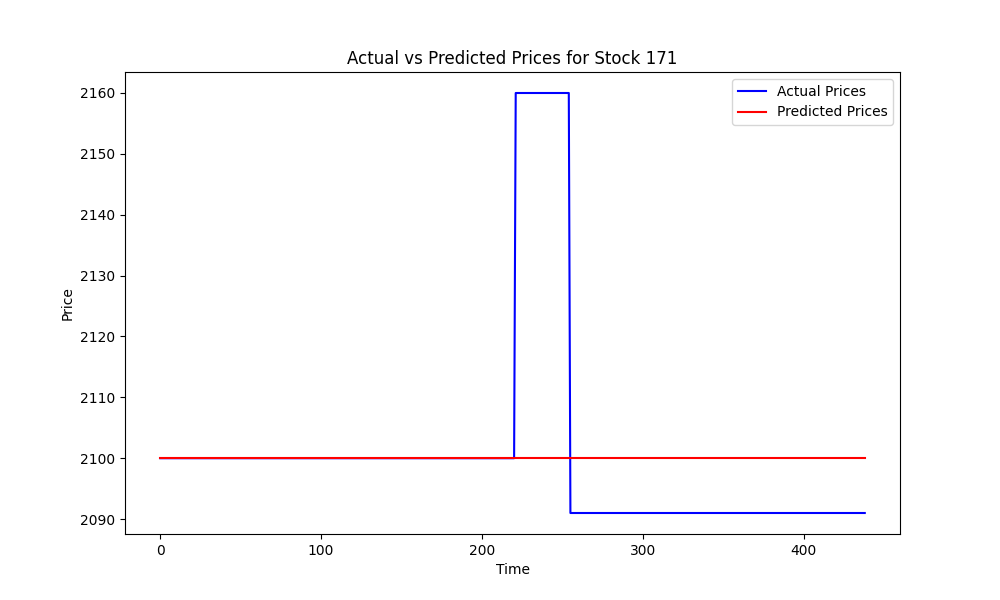 Actual vs Predicted Prices for Stock 171
Actual Prices
Predicted Prices
2160
2150
2140
2130
2120
2110
2100
2090
Price
0 100 200 300 400
Time